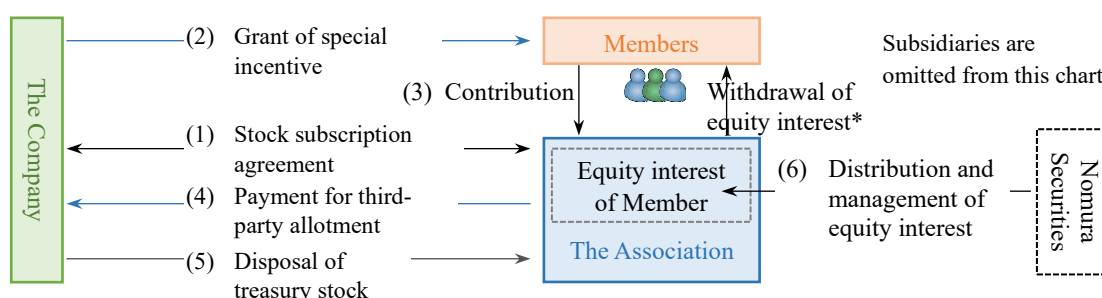 The Company
(2) Grant of special
incentive
Members
Subsidiaries are
omitted from this chart
(3) Contribution
Withdrawal of
equity interest*
(1) Stock subscription
agreement
(4) Payment for third-
party allotment
(5) Disposal of
treasury stock
Equity interest
of Member
The Association
(6) Distribution and
management of
equity interest
Nomura
Securities